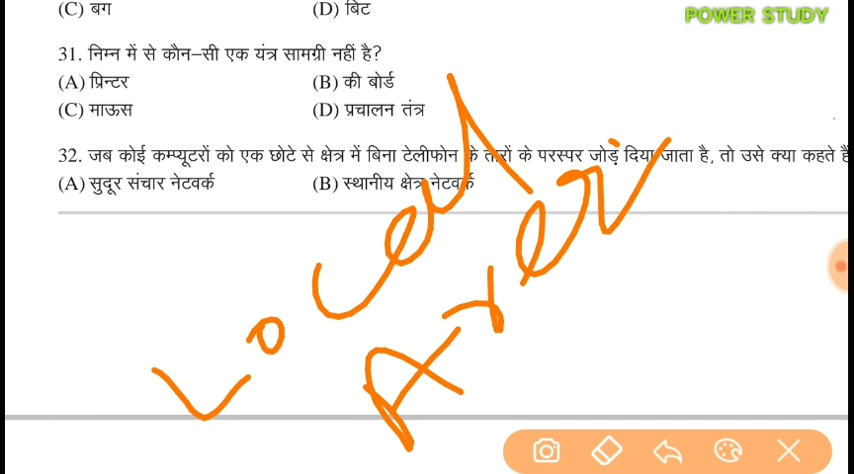 (C) बग (D) बिट
POWER STUDY
31. निम्न में से कौन-सी एक यंत्र सामग्री नहीं है?
(A) प्रिन्टर (B) की बोर्ड
(C) माऊस (D) प्रचालन तंत्र
32. जब कोई कम्प्यूटरों को एक छोटे से क्षेत्र में बिना टेलीफोन के तारों के परस्पर जोड़ दिया जाता है, तो उसे क्या कहते हैं
(A) सुदूर संचार नेटवर्क (B) स्थानीय क्षेत्र नेटवर्क
Local
Area